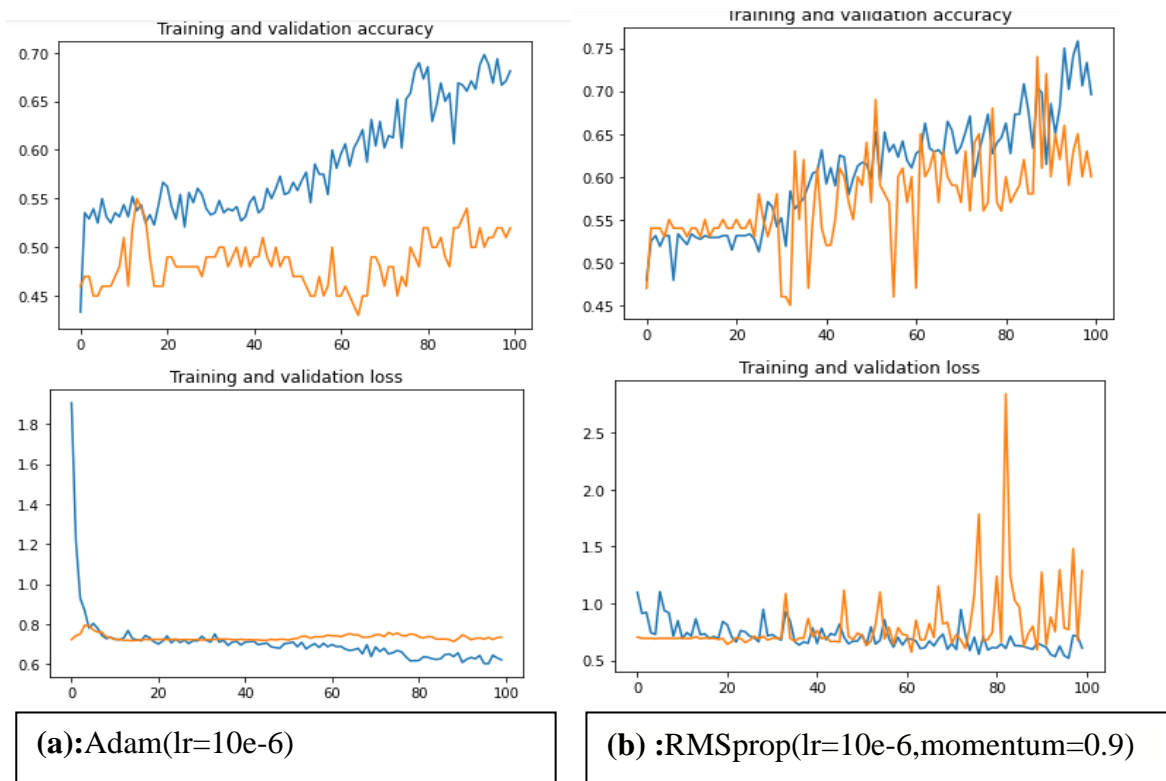 Training and validation accuracy
0.70
0.65
0.60
0.55
0.50
0.45
0 20 40 60 80 100
Training and validation loss
1.8
1.6
1.4
1.2
1.0
0.8
0.6
0 20 40 60 80 100
(a):Adam(lr=10e-6)
Training and validation accuracy
0.75
0.70
0.65
0.60
0.55
0.50
0.45
0 20 40 60 80 100
Training and validation loss
2.5
2.0
1.5
1.0
0.5
0 20 40 60 80 100
(b) :RMSprop(lr=10e-6,momentum=0.9)